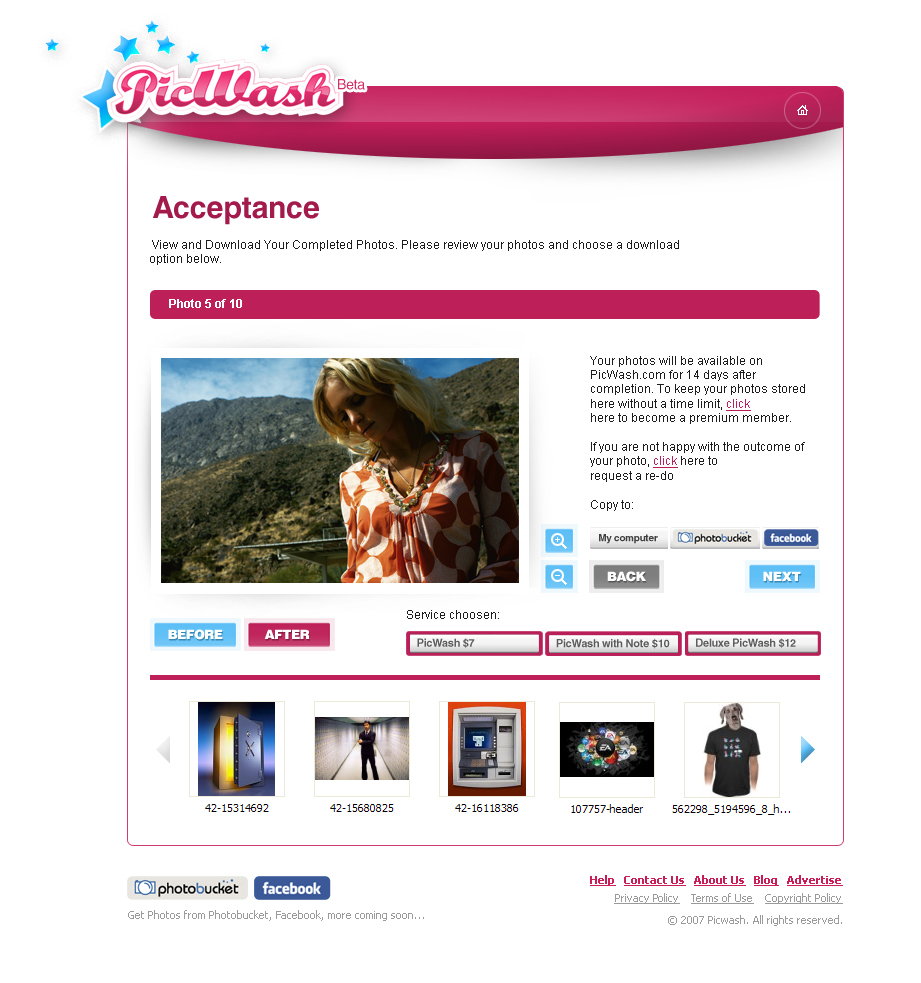 PicWash Beta
Acceptance
View and Download Your Completed Photos. Please review your photos and choose a download
option below.
Photo 5 of 10
Your photos will be available on
PicWash.com for 14 days after
completion. To keep your photos stored
here without a time limit, click
here to become a premium member.
If you are not happy with the outcome of
your photo, click here to
request a re-do
Copy to:
My computer photobucket facebook
BACK NEXT
Service choosen:
BEFORE AFTER
PicWash $7 PicWash with Note $10 Deluxe PicWash $12
EA
42-15314692 42-15680825 42-16118386 107757-header 562298_5194596_8_h...
photobucket facebook
Get Photos from Photobucket, Facebook, more coming soon...
Help Contact Us About Us Blog Advertise
Privacy Policy Terms of Use Copyright Policy
© 2007 Picwash. All rights reserved.